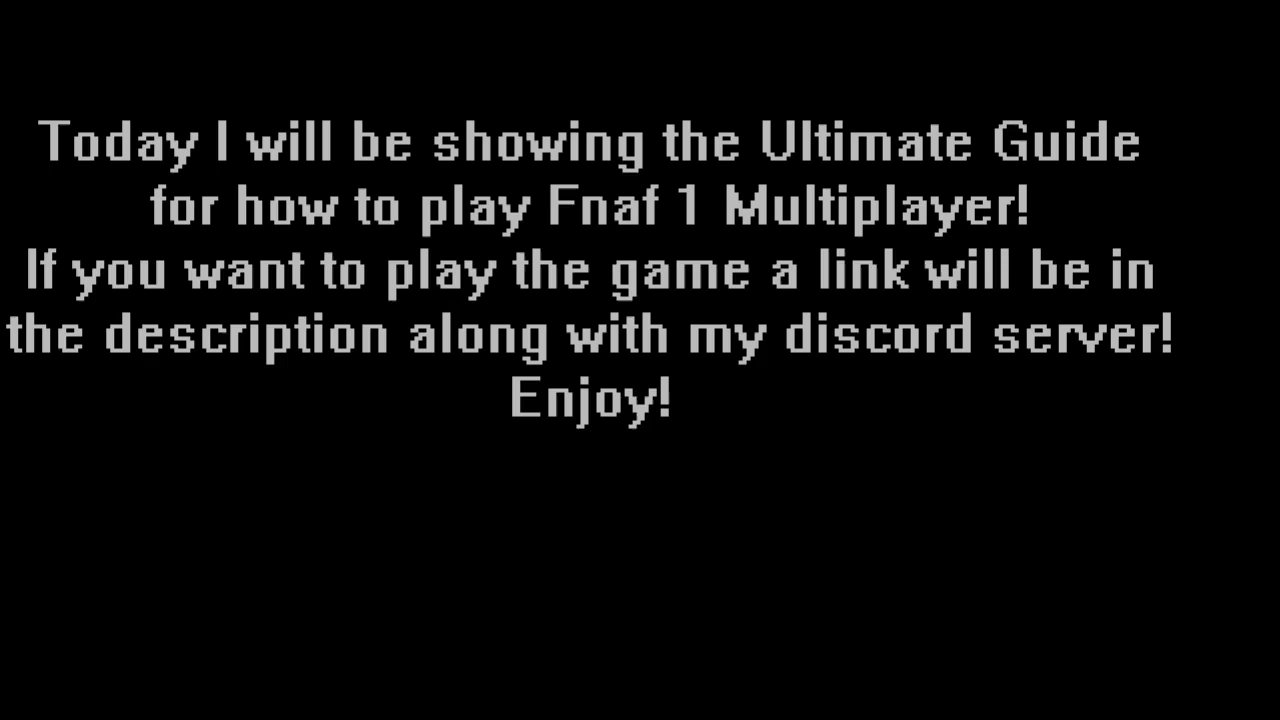 Today I will be showing the Ultimate Guide
for how to play Fnaf 1 Multiplayer!
If you want to play the game a link will be in
the description along with my discord server!
Enjoy!